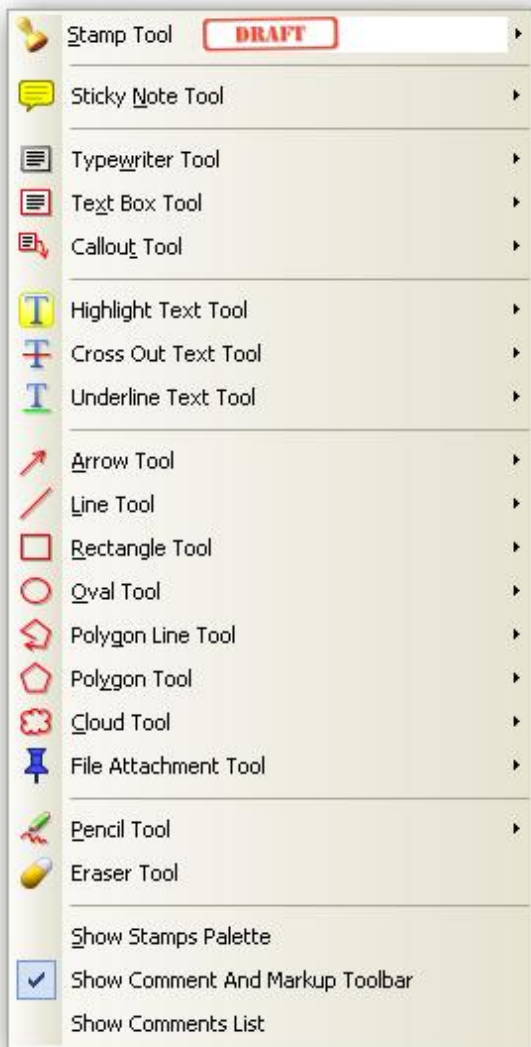 Stamp Tool DRAFT
Sticky Note Tool
Typewriter Tool
Text Box Tool
Callout Tool
T Highlight Text Tool
T Cross Out Text Tool
T Underline Text Tool
Arrow Tool
Line Tool
Rectangle Tool
Oval Tool
Polygon Line Tool
Polygon Tool
Cloud Tool
File Attachment Tool
Pencil Tool
Eraser Tool
Show Stamps Palette
Show Comment And Markup Toolbar
Show Comments List